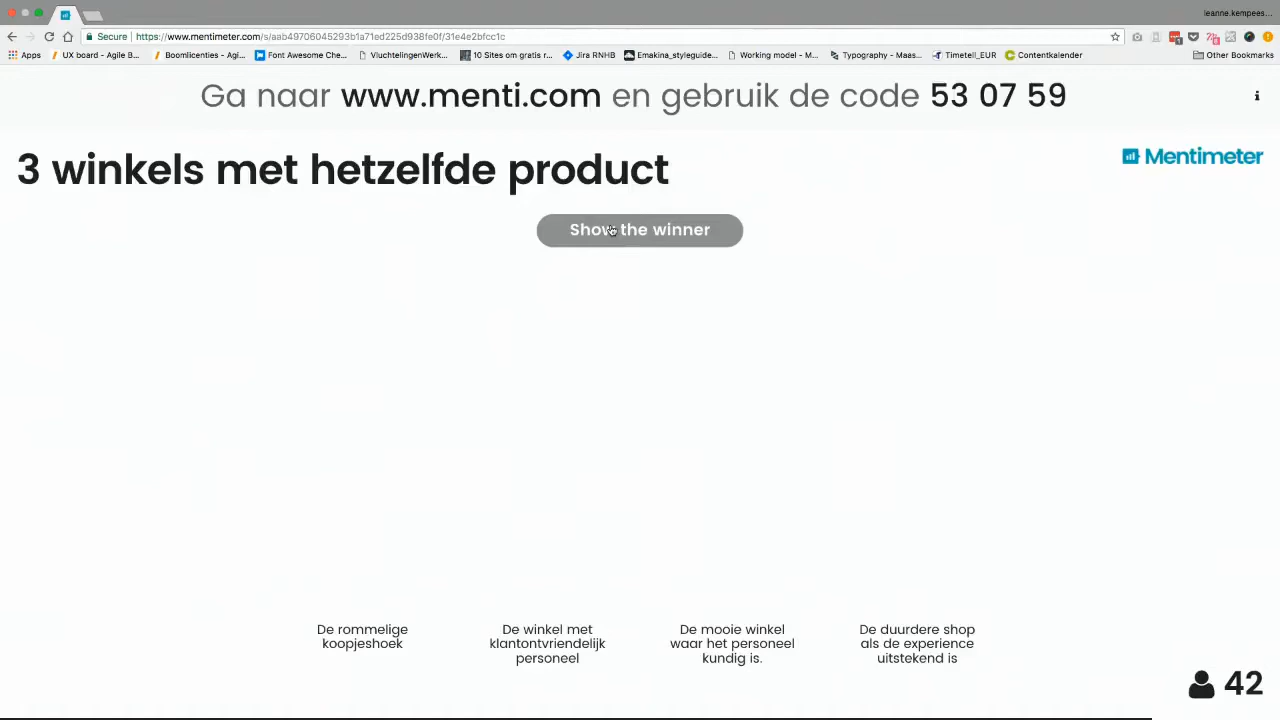 ieanne.kempees...
Secure https://www.mentimeter.com/s/aab49706045293b1a71ed225d938fe0f/31e4e2bfcc1c
Apps UX board - Agile B... Boomlicenties - Agi... Font Awesome Che... VluchtelingenWerk... 10 Sites om gratis r... Jira RNHB Emakina_styleguide... Working model - M... Typography - Maas... Timetell_EUR Contentkalender Other Bookmarks
Ga naar www.menti.com en gebruik de code 53 07 59
3 winkels met hetzelfde product
Mentimeter
Show the winner
De rommelige
koopjeshoek
De winkel met
klantontvriendelijk
personeel
De mooie winkel
waar het personeel
kundig is.
De duurdere shop
als de experience
uitstekend is
42